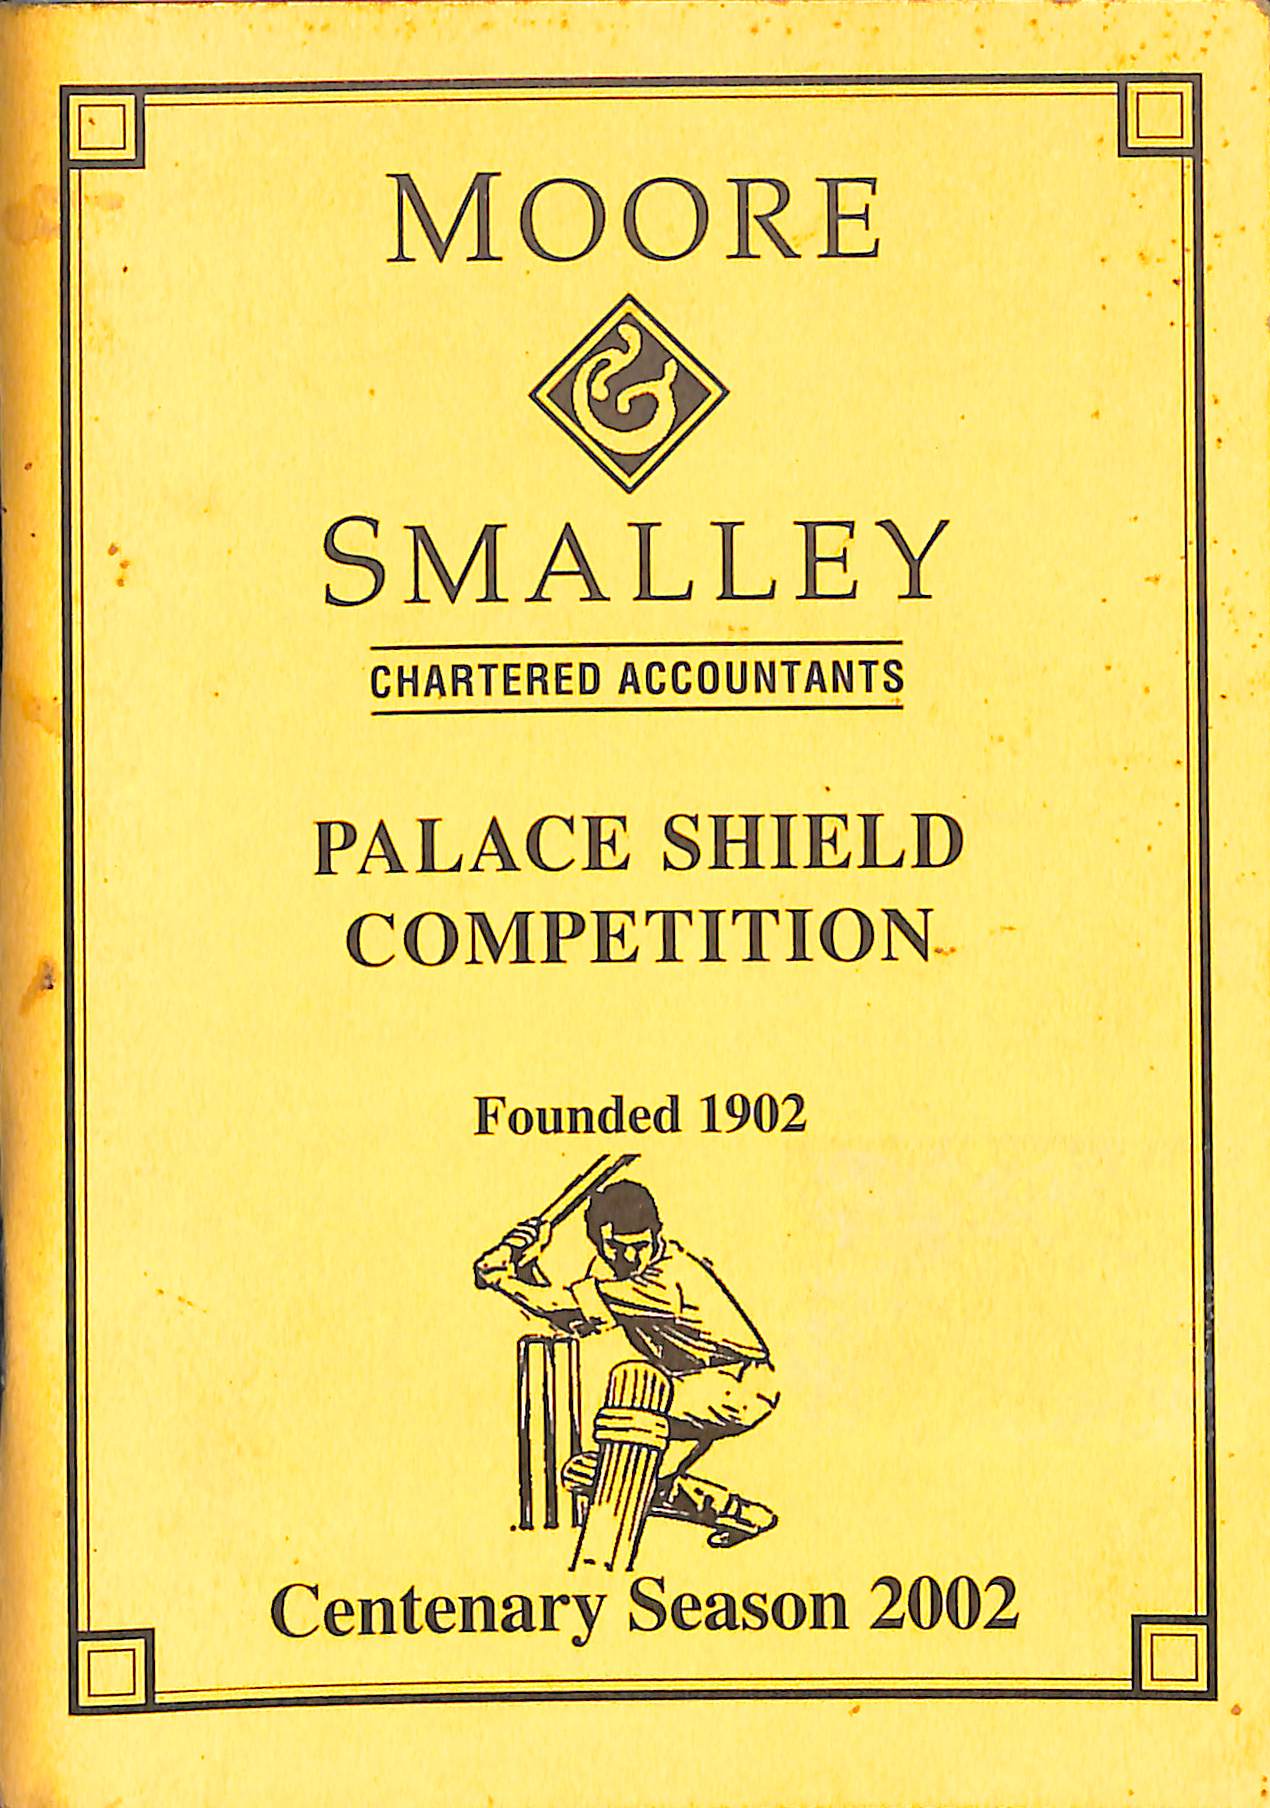 MOORE
&
SMALLEY
CHARTERED ACCOUNTANTS
PALACE SHIELD
COMPETITION
Founded 1902
Centenary Season 2002